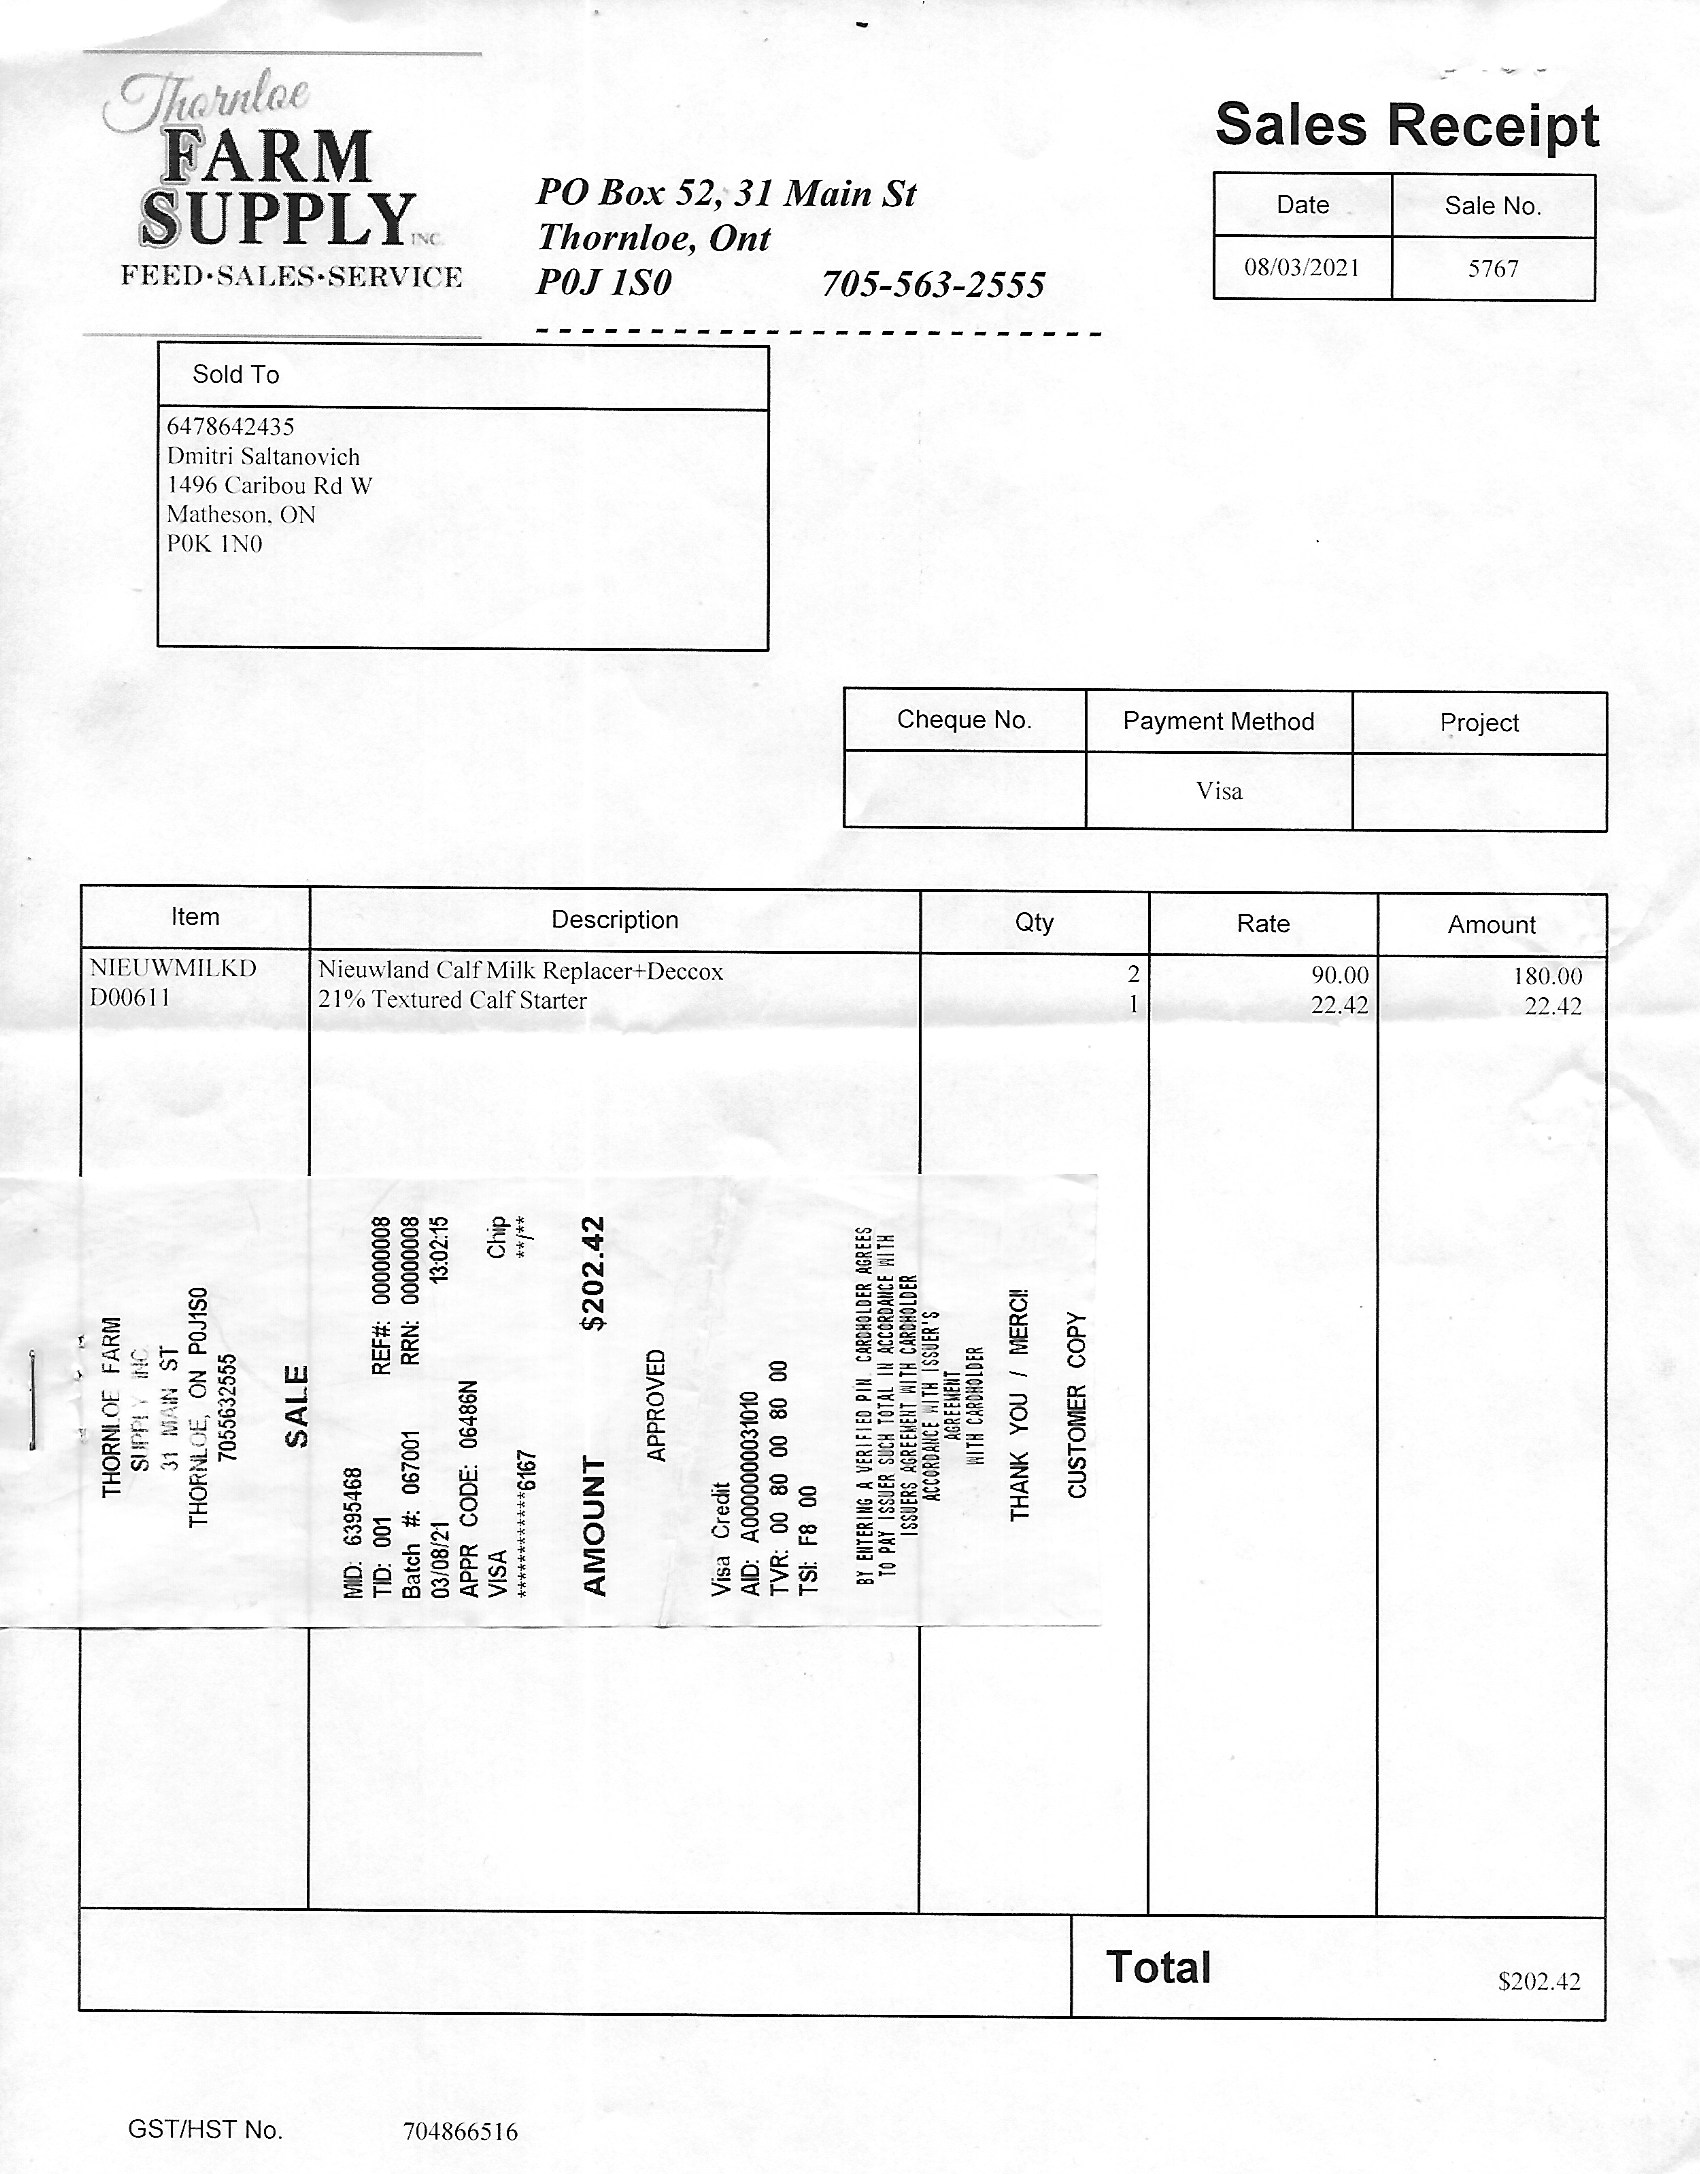 Thornloe
FARM
SUPPLY INC.
FEED•SALES•SERVICE
PO Box 52, 31 Main St
Thornloe, Ont
P0J 1S0 705-563-2555
Sales Receipt
Date Sale No.
08/03/2021 5767
Sold To
6478642435
Dmitri Saltanovich
1496 Caribou Rd W
Matheson, ON
P0K 1N0
Cheque No. Payment Method Project
Visa
Item Description Qty Rate Amount
NIEUWMILKD Nieuwland Calf Milk Replacer+Deccox 2 90.00 180.00
D00611 21% Textured Calf Starter 1 22.42 22.42
THORNLOE FARM
SUPPLY INC
31 MAIN ST
THORNLOE, ON P0J1S0
7055632555
SALE
MID: 6395468
TID: 001 REF#: 00000008
Batch #: 067001 RRN: 00000008
03/08/21 13:02:15
APPR CODE: 06486N
VISA Chip
************6167 **/**
AMOUNT $202.42
APPROVED
Visa Credit
AID: A0000000031010
TVR: 00 80 00 80 00
TSI: F8 00
BY ENTERING A VERIFIED PIN CARDHOLDER AGREES
TO PAY ISSUER SUCH TOTAL IN ACCORDANCE WITH
ISSUERS AGREEMENT WITH CARDHOLDER
ACCORDANCE WITH ISSUER'S
AGREEMENT
WITH CARDHOLDER
THANK YOU / MERCI!
CUSTOMER COPY
Total $202.42
GST/HST No. 704866516